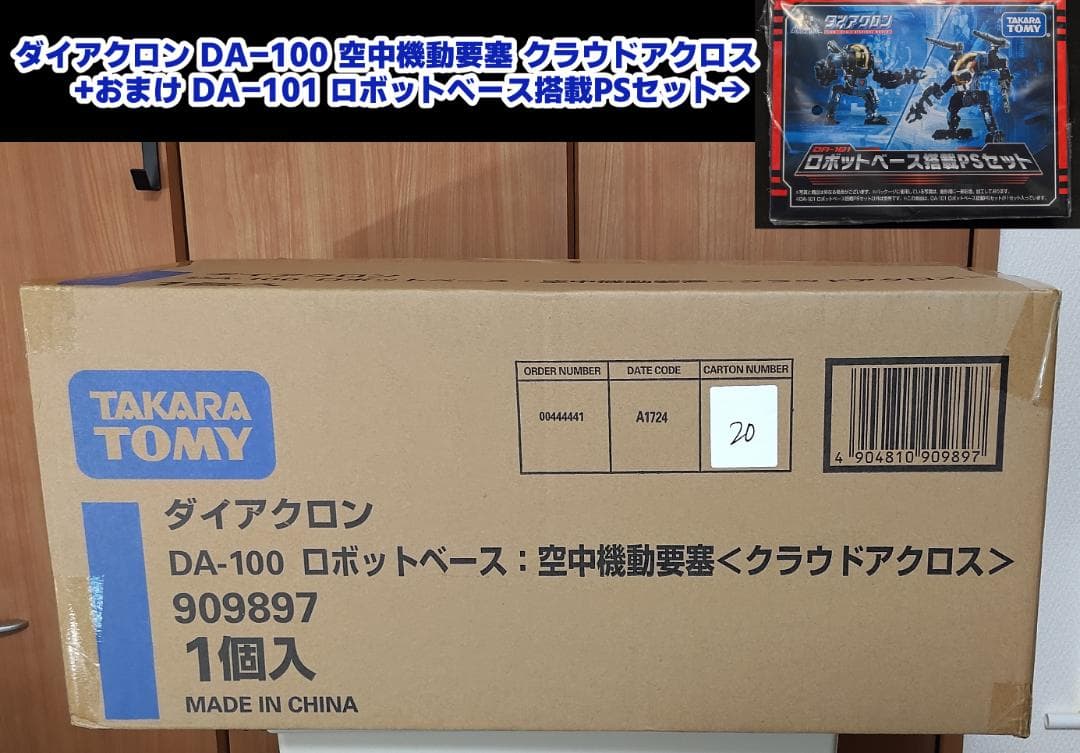 ダイアクロン DA-100 空中機動要塞 クラウドアクロス
+おまけ DA-101 ロボットベース搭載PSセット→
ダイアクロン
TAKARA
TOMY
DA-101
ロボットベース搭載PSセット
ダイアクロン
ORDER NUMBER
DATE CODE
CARTON NUMBER
00444441
A1724
20
4 904810 909897
TAKARA
TOMY
ダイアクロン
DA-100 ロボットベース:空中機動要塞<クラウドアクロス>
909897
1個入
MADE IN CHINA